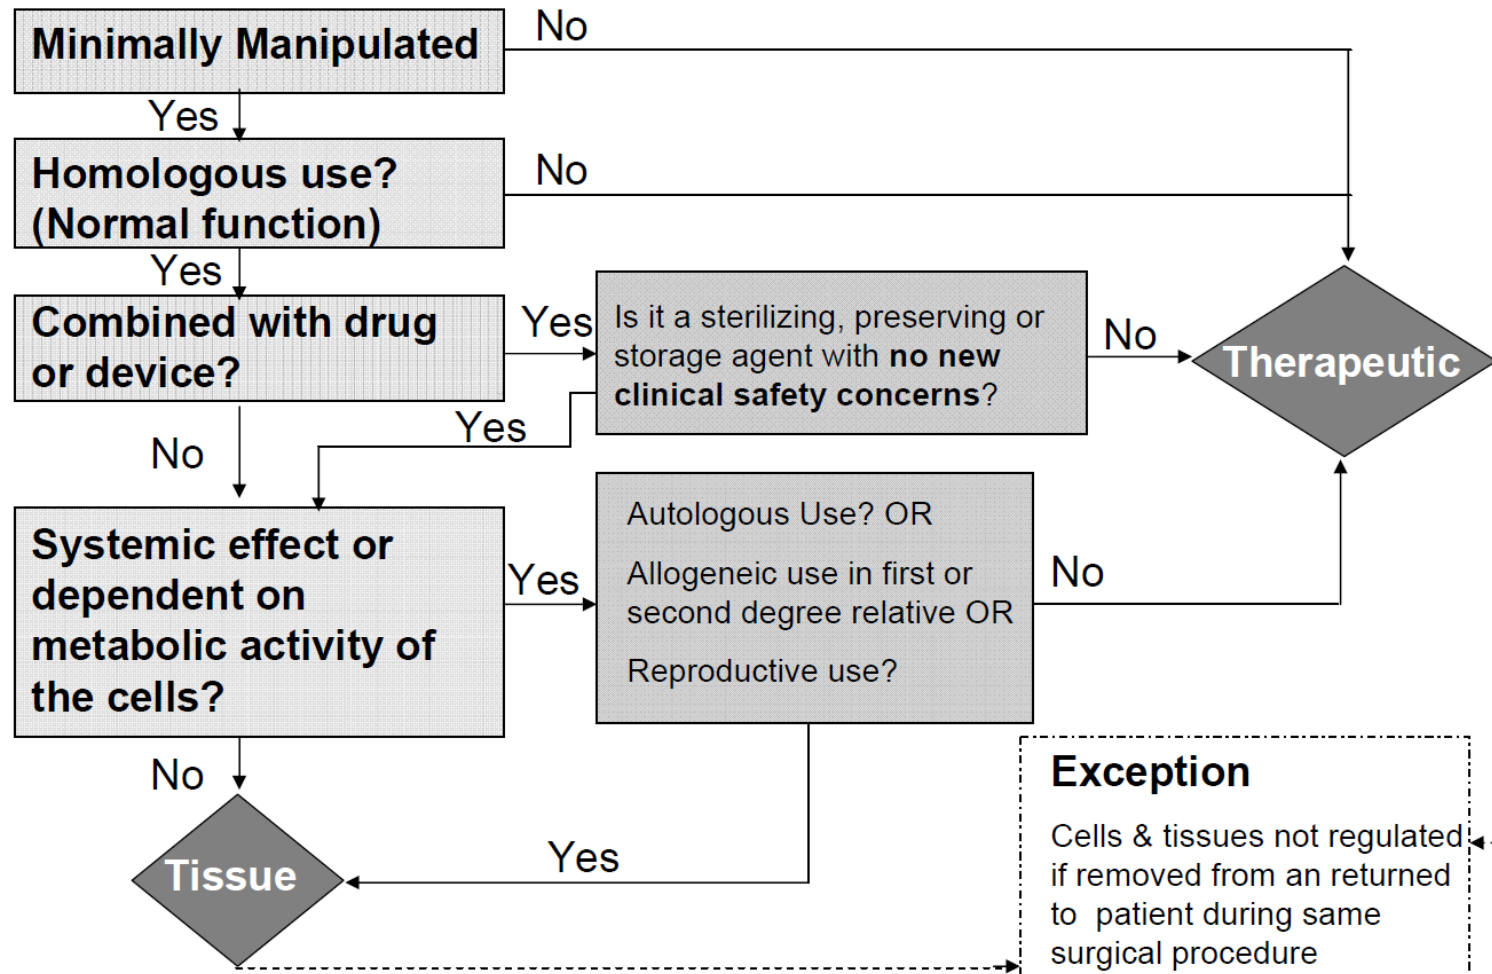 Minimally Manipulated
No
Yes
Homologous use?
(Normal function)
No
Yes
Combined with drug
or device?
Yes
Is it a sterilizing, preserving or
storage agent with no new
clinical safety concerns?
No
Therapeutic
Yes
No
Systemic effect or
dependent on
metabolic activity of
the cells?
Yes
Autologous Use? OR
Allogeneic use in first or
second degree relative OR
Reproductive use?
No
No
Tissue
Yes
Exception
Cells & tissues not regulated
if removed from an returned
to patient during same
surgical procedure